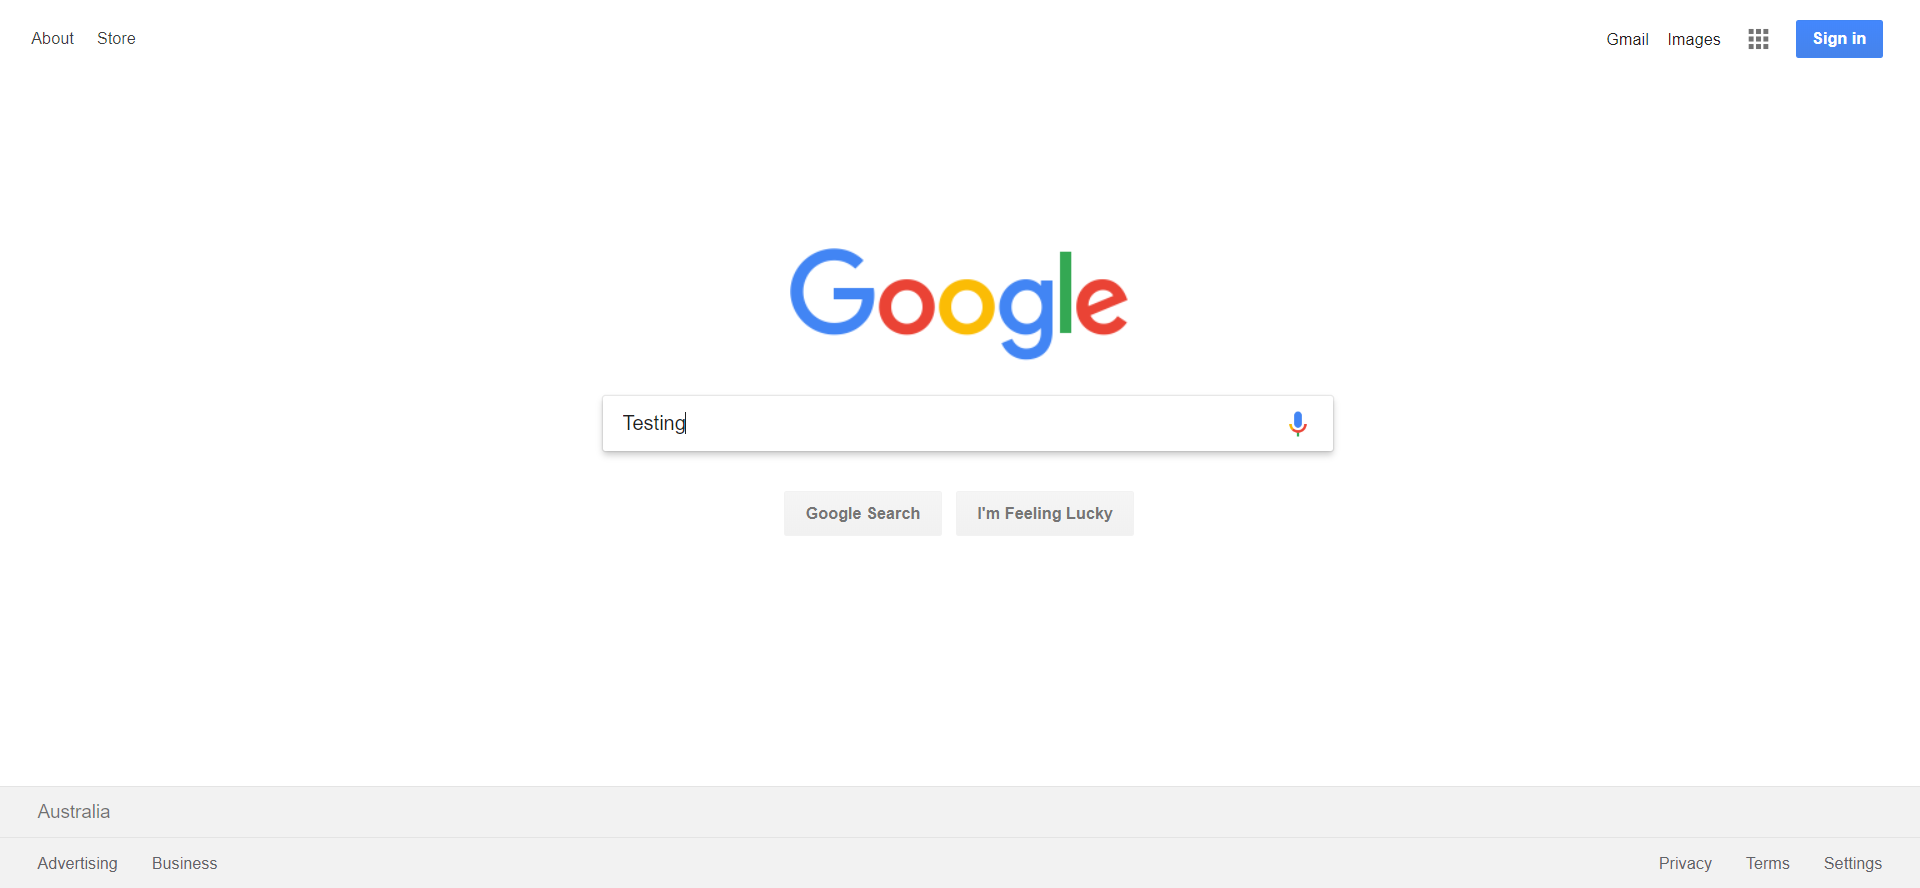 About Store Gmail Images Sign in
Google
Testing
Google Search I'm Feeling Lucky
Australia
Advertising Business Privacy Terms Settings